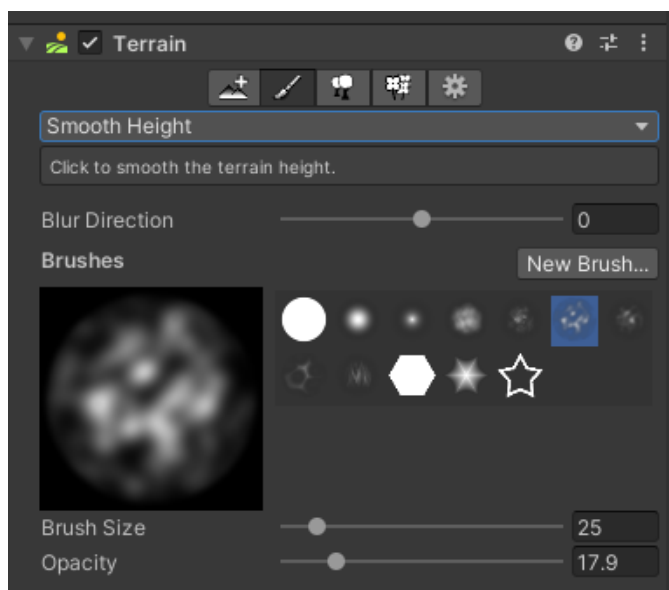 Terrain
Smooth Height
Click to smooth the terrain height.
Blur Direction 0
Brushes New Brush...
Brush Size 25
Opacity 17.9